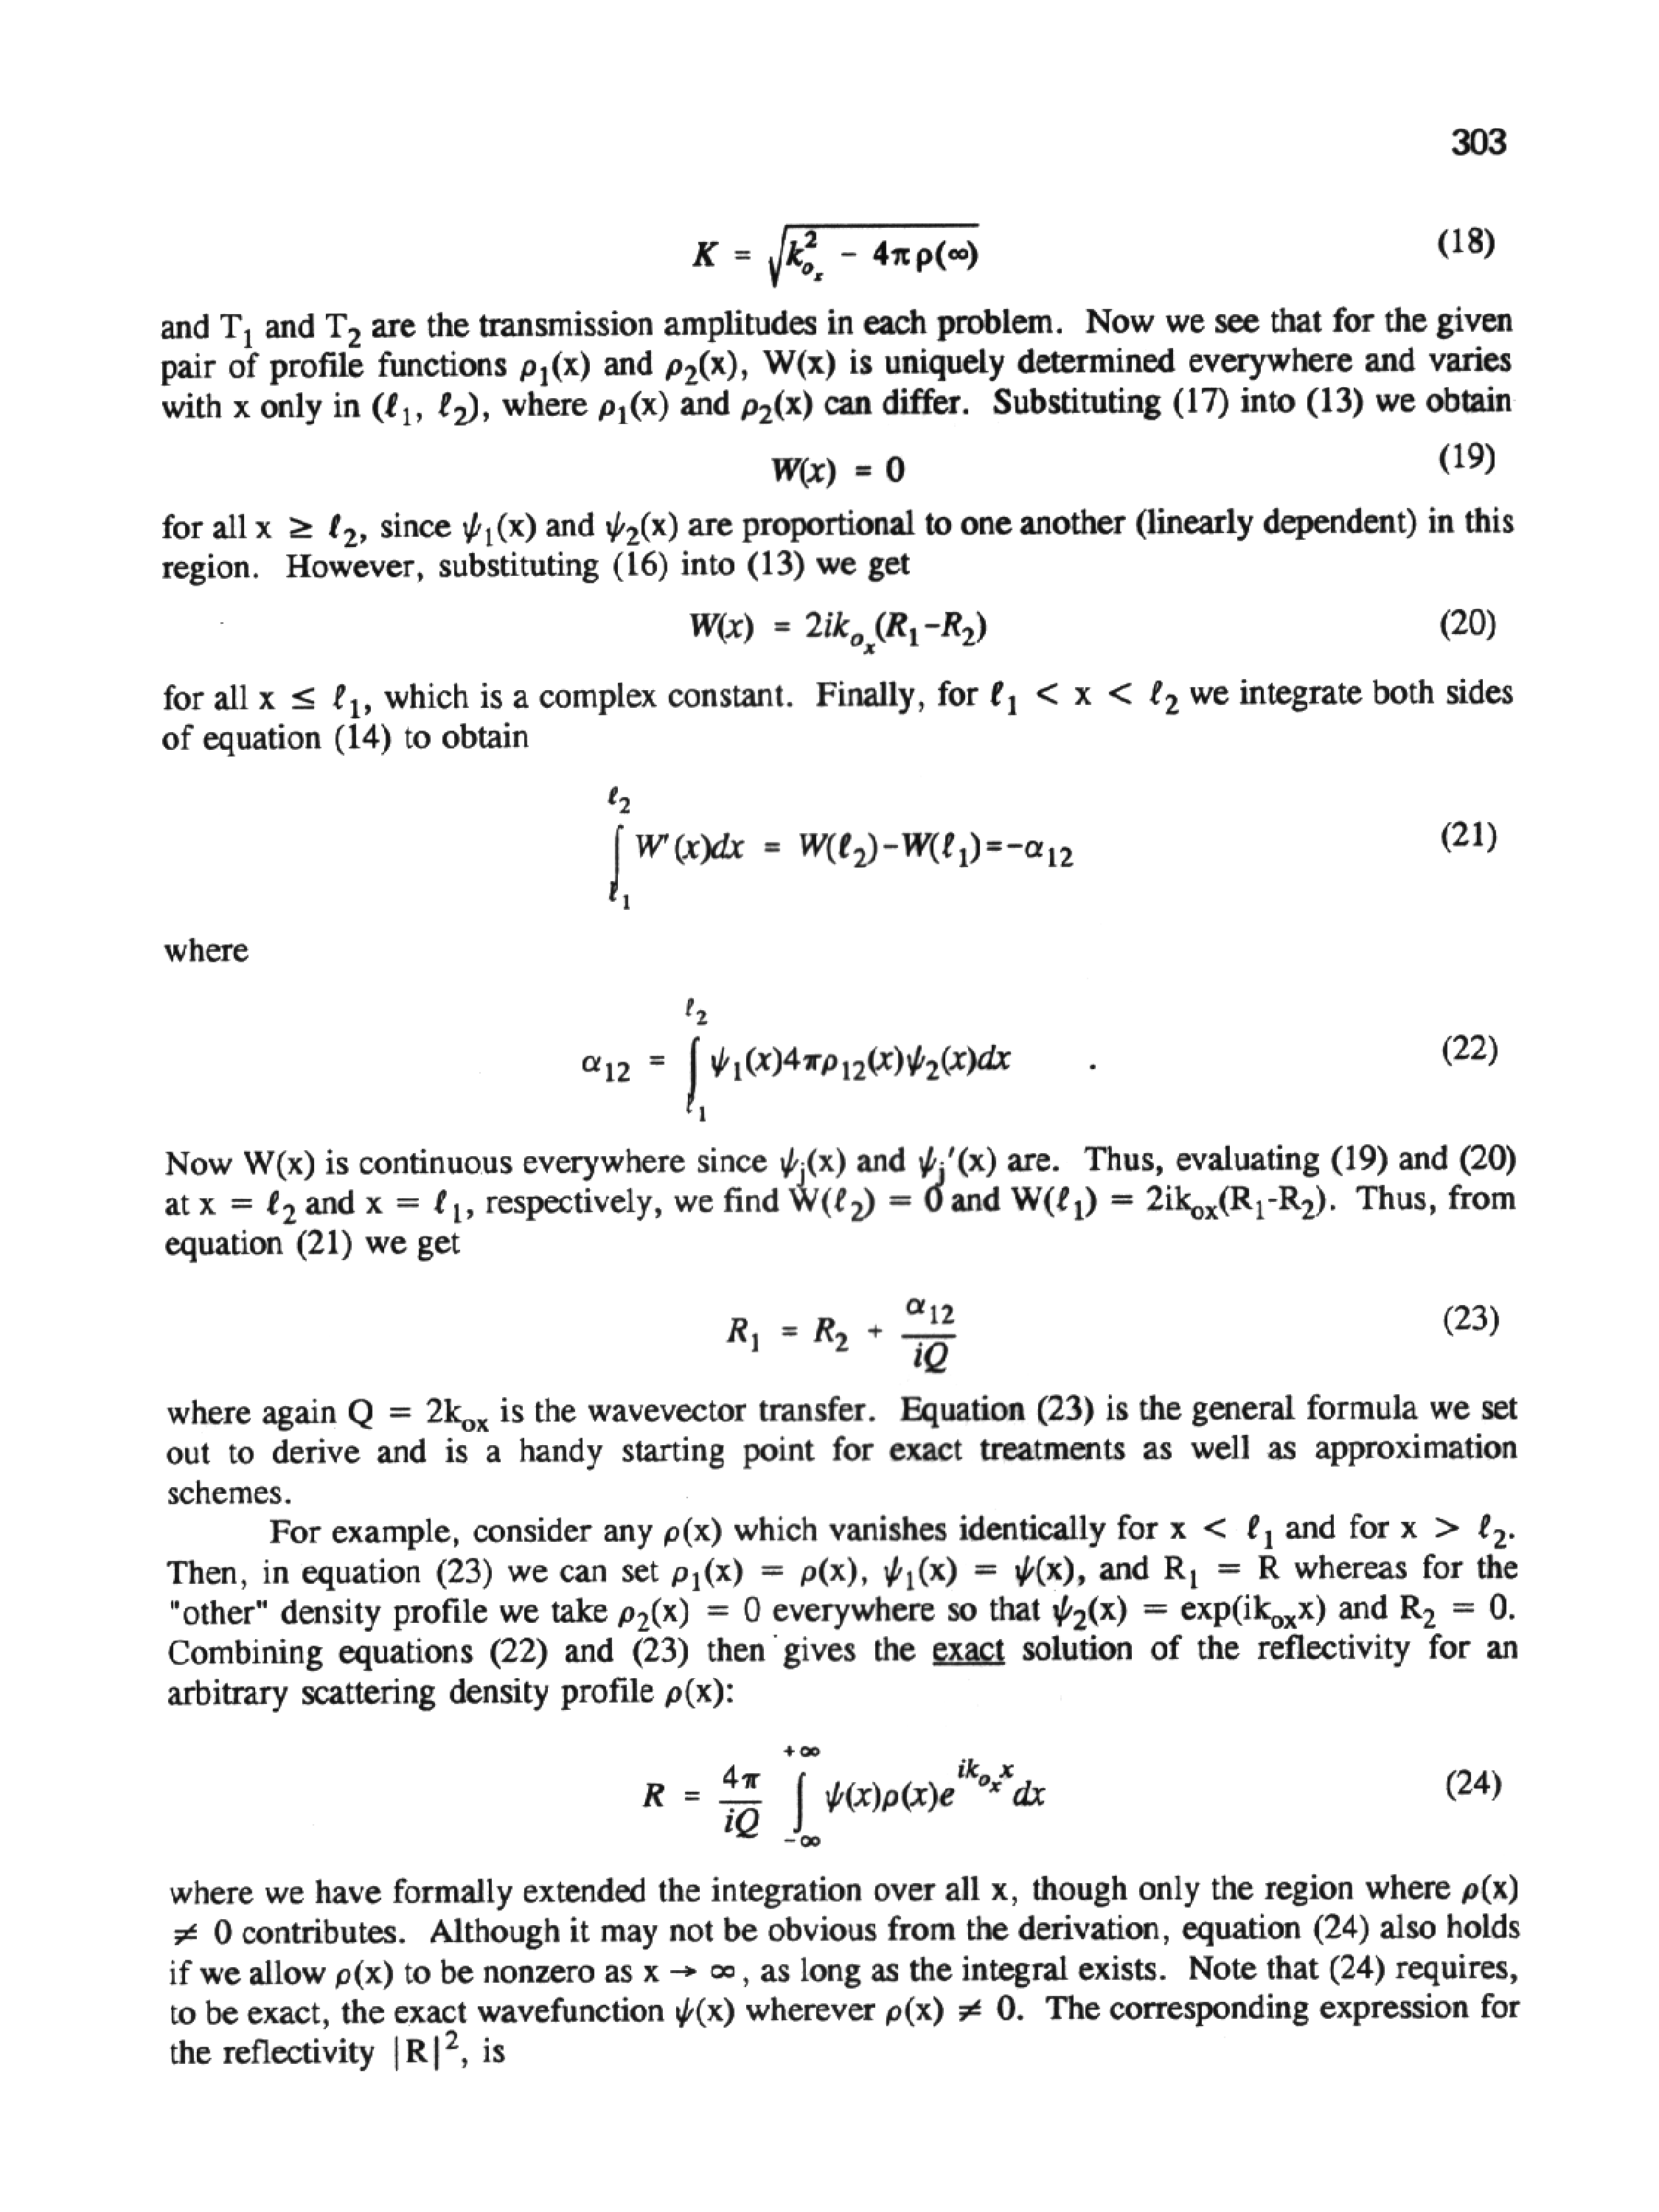 303
K = √(k²ₒₓ − 4πρ(∞)) (18)
and T₁ and T₂ are the transmission amplitudes in each problem. Now we see that for the given
pair of profile functions ρ₁(x) and ρ₂(x), W(x) is uniquely determined everywhere and varies
with x only in (ℓ₁, ℓ₂), where ρ₁(x) and ρ₂(x) can differ. Substituting (17) into (13) we obtain
W(x) = 0 (19)
for all x ≥ ℓ₂, since ψ₁(x) and ψ₂(x) are proportional to one another (linearly dependent) in this
region. However, substituting (16) into (13) we get
W(x) = 2ikₒₓ(R₁-R₂) (20)
for all x ≤ ℓ₁, which is a complex constant. Finally, for ℓ₁ < x < ℓ₂ we integrate both sides
of equation (14) to obtain
ℓ₂
∫ W'(x)dx = W(ℓ₂)-W(ℓ₁)=-α₁₂ (21)
ℓ₁
where
ℓ₂
α₁₂ = ∫ ψ₁(x)4πρ₁₂(x)ψ₂(x)dx . (22)
ℓ₁
Now W(x) is continuous everywhere since ψⱼ(x) and ψⱼ'(x) are. Thus, evaluating (19) and (20)
at x = ℓ₂ and x = ℓ₁, respectively, we find W(ℓ₂) = 0 and W(ℓ₁) = 2ikₒₓ(R₁-R₂). Thus, from
equation (21) we get
R₁ = R₂ + α₁₂/iQ (23)
where again Q = 2kₒₓ is the wavevector transfer. Equation (23) is the general formula we set
out to derive and is a handy starting point for exact treatments as well as approximation
schemes.
For example, consider any ρ(x) which vanishes identically for x < ℓ₁ and for x > ℓ₂.
Then, in equation (23) we can set ρ₁(x) = ρ(x), ψ₁(x) = ψ(x), and R₁ = R whereas for the
"other" density profile we take ρ₂(x) = 0 everywhere so that ψ₂(x) = exp(ikₒₓx) and R₂ = 0.
Combining equations (22) and (23) then gives the exact solution of the reflectivity for an
arbitrary scattering density profile ρ(x):
+∞
R = 4π/iQ ∫ ψ(x)ρ(x)e^(ikₒₓx) dx (24)
-∞
where we have formally extended the integration over all x, though only the region where ρ(x)
≠ 0 contributes. Although it may not be obvious from the derivation, equation (24) also holds
if we allow ρ(x) to be nonzero as x → ∞, as long as the integral exists. Note that (24) requires,
to be exact, the exact wavefunction ψ(x) wherever ρ(x) ≠ 0. The corresponding expression for
the reflectivity |R|², is